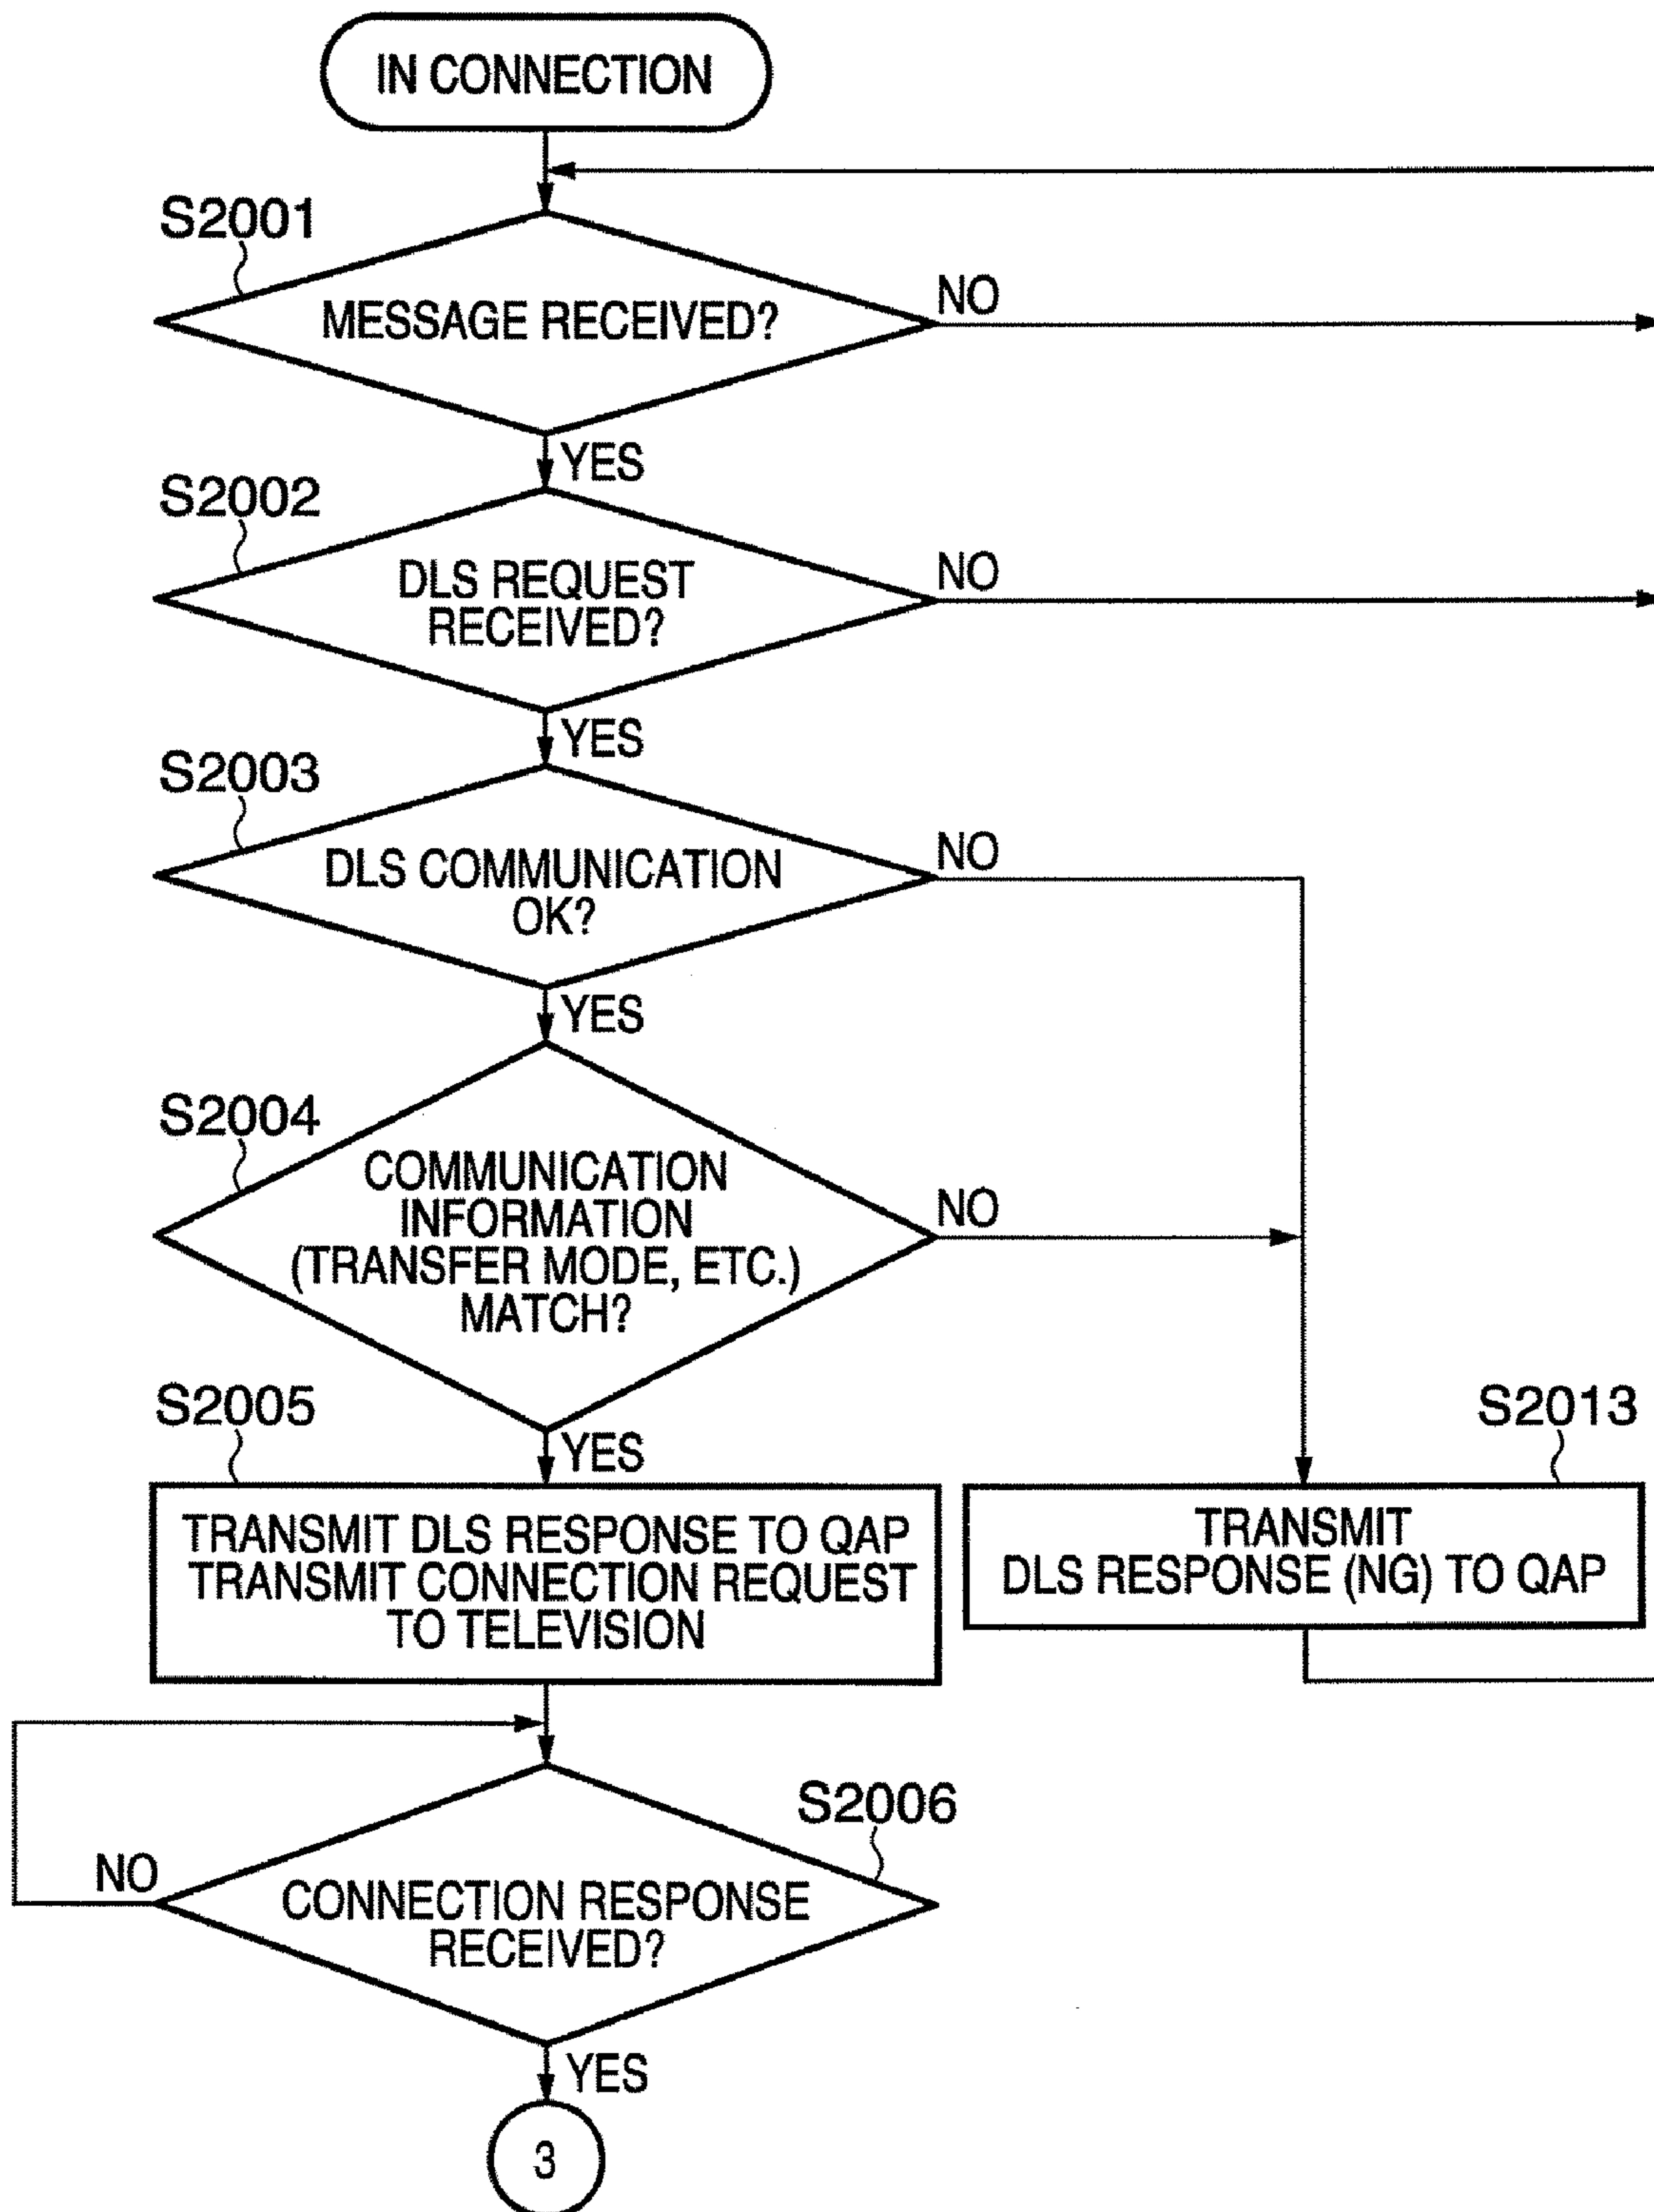 IN CONNECTION
S2001
MESSAGE RECEIVED?
NO
YES
S2002
DLS REQUEST
RECEIVED?
NO
YES
S2003
DLS COMMUNICATION
OK?
NO
YES
S2004
COMMUNICATION
INFORMATION
(TRANSFER MODE, ETC.)
MATCH?
NO
YES
S2005
TRANSMIT DLS RESPONSE TO QAP
TRANSMIT CONNECTION REQUEST
TO TELEVISION
S2013
TRANSMIT
DLS RESPONSE (NG) TO QAP
S2006
CONNECTION RESPONSE
RECEIVED?
NO
YES
3